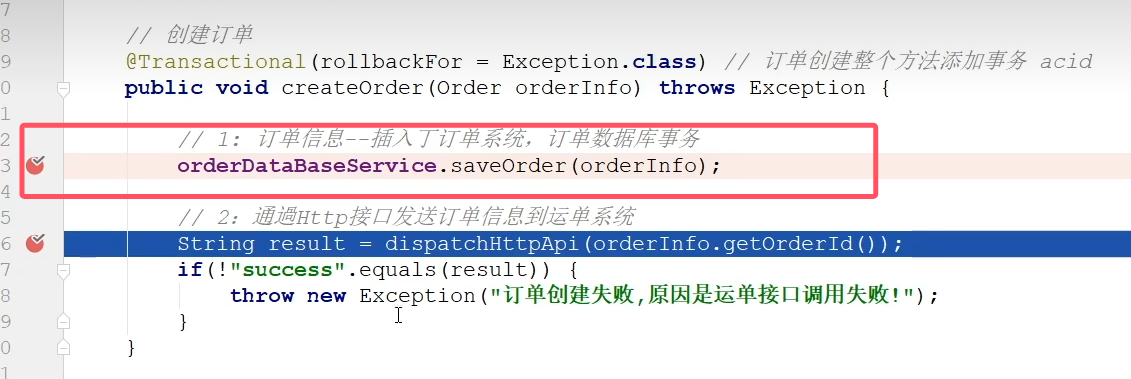 7
8 // 创建订单
9 @Transactional(rollbackFor = Exception.class) // 订单创建整个方法添加事务 acid
0 public void createOrder(Order orderInfo) throws Exception {
1
2 // 1: 订单信息--插入丁订单系统，订单数据库事务
3 orderDataBaseService.saveOrder(orderInfo);
4
5 // 2：通過Http接口发送订单信息到运单系统
6 String result = dispatchHttpApi(orderInfo.getOrderId());
7 if(!"success".equals(result)) {
8 throw new Exception("订单创建失败,原因是运单接口调用失败!");
9 }
0 }
1